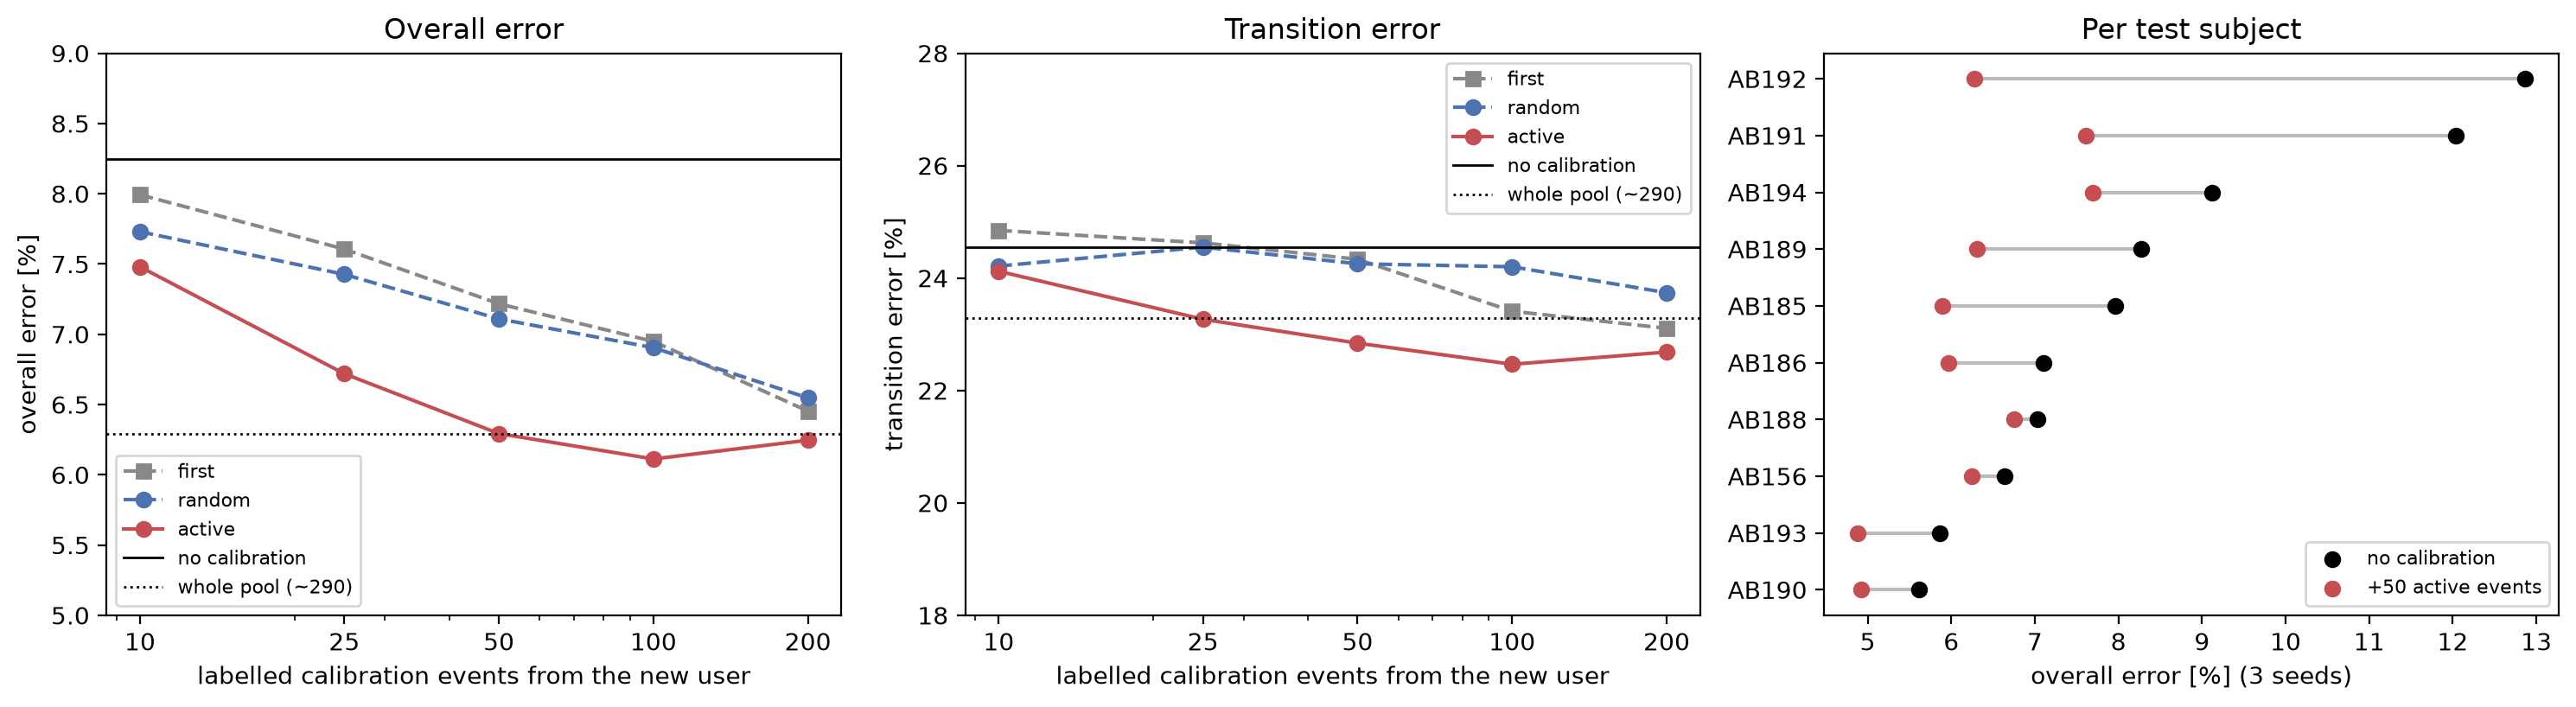 Overall error
overall error [%]
9.0
8.5
8.0
7.5
7.0
6.5
6.0
5.5
5.0
first
random
active
no calibration
whole pool (~290)
10 25 50 100 200
labelled calibration events from the new user
Transition error
transition error [%]
28
26
24
22
20
18
first
random
active
no calibration
whole pool (~290)
10 25 50 100 200
labelled calibration events from the new user
Per test subject
AB192
AB191
AB194
AB189
AB185
AB186
AB188
AB156
AB193
AB190
no calibration
+50 active events
5 6 7 8 9 10 11 12 13
overall error [%] (3 seeds)